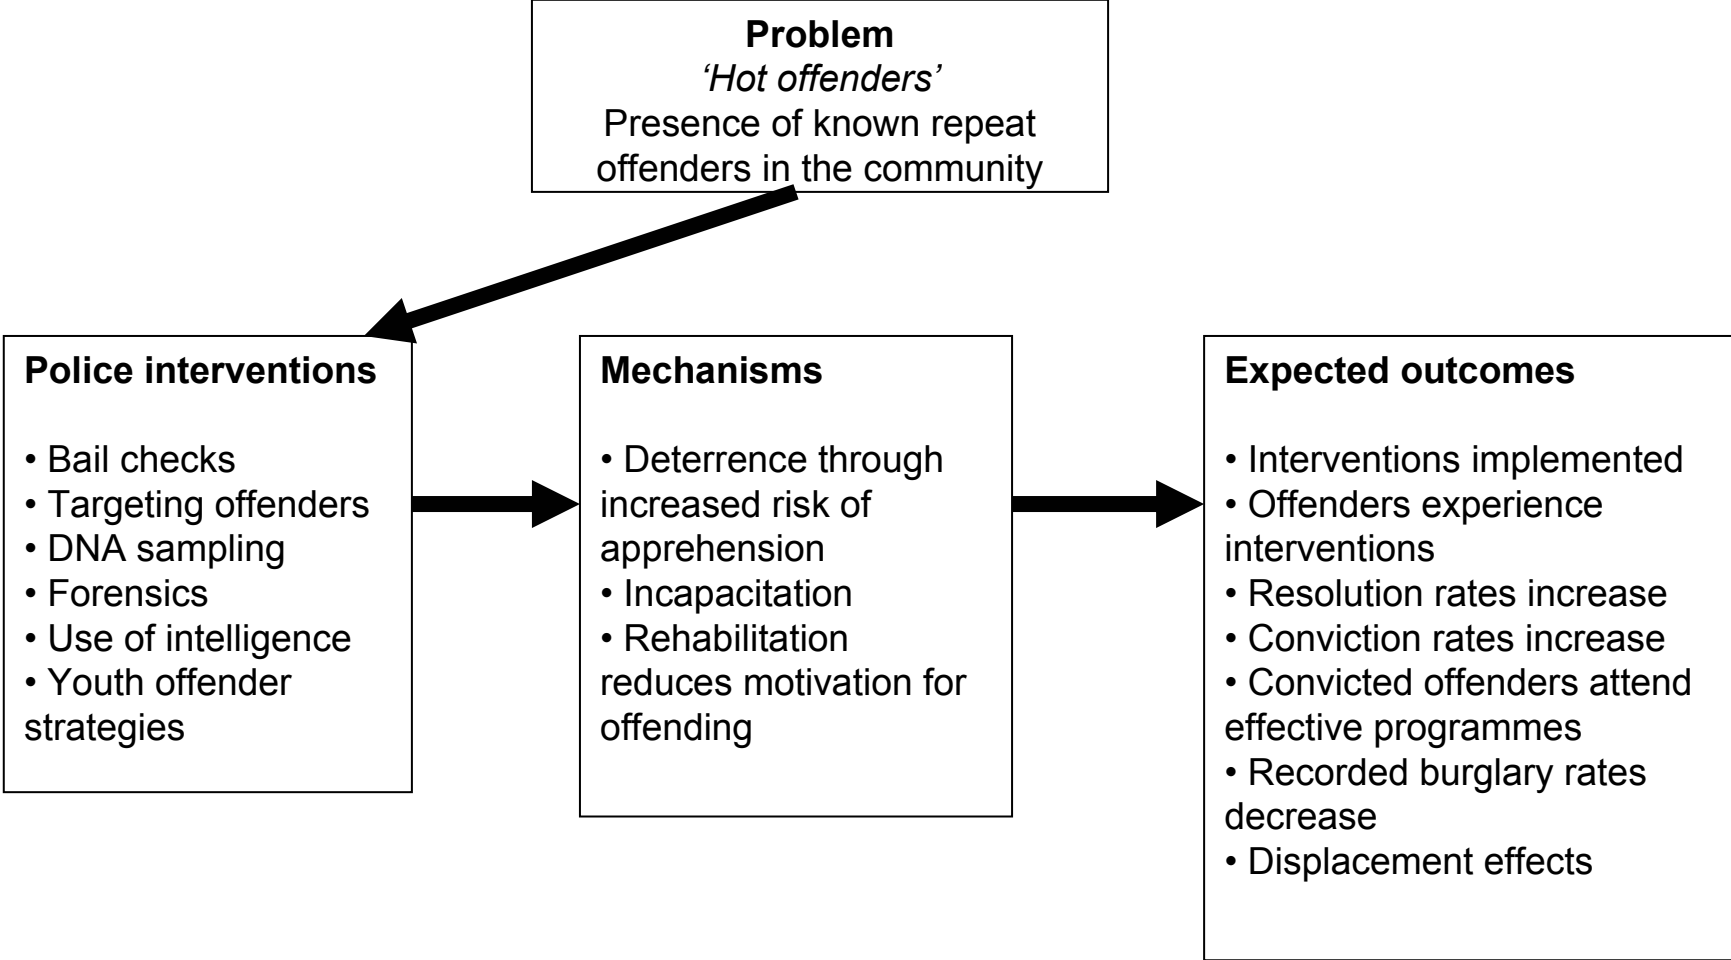 Problem
‘Hot offenders’
Presence of known repeat
offenders in the community
Police interventions
• Bail checks
• Targeting offenders
• DNA sampling
• Forensics
• Use of intelligence
• Youth offender
strategies
Mechanisms
• Deterrence through
increased risk of
apprehension
• Incapacitation
• Rehabilitation
reduces motivation for
offending
Expected outcomes
• Interventions implemented
• Offenders experience
interventions
• Resolution rates increase
• Conviction rates increase
• Convicted offenders attend
effective programmes
• Recorded burglary rates
decrease
• Displacement effects